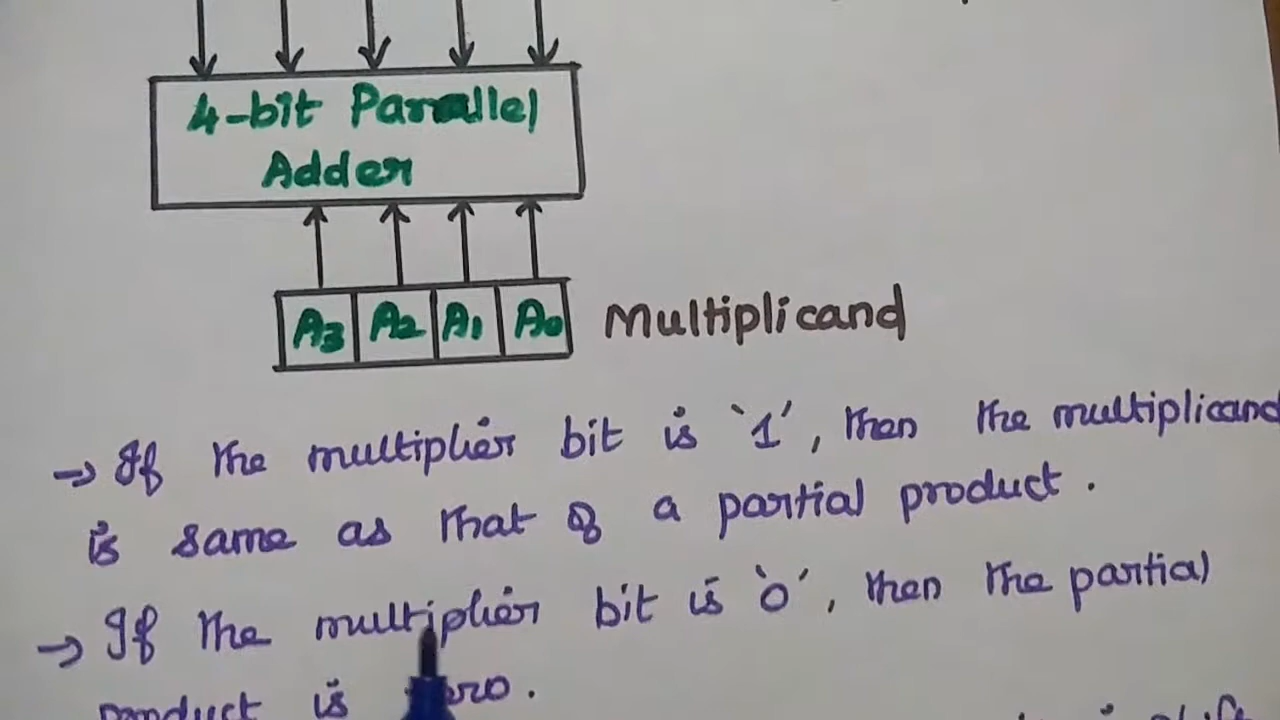 4-bit Parallel
Adder
A3 A2 A1 A0 Multiplicand
→ If the multiplier bit is '1', then the multiplicand
is same as that of a partial product.
→ If the multiplier bit is '0', then the partial
product is zero.